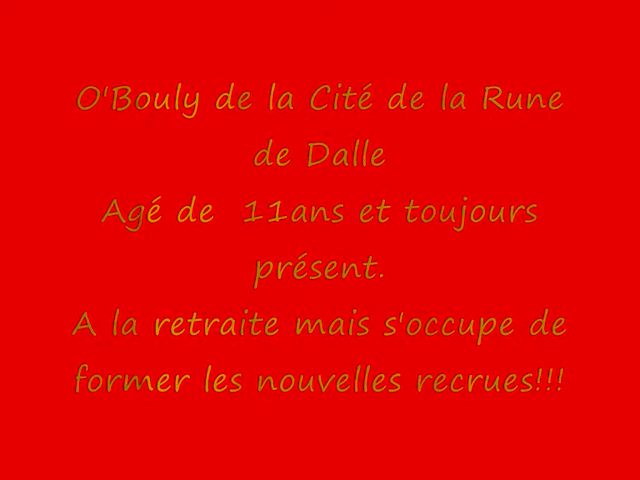 O'Bouly de la Cité de la Rune
de Dalle
Agé de  11ans et toujours
présent.
A la retraite mais s'occupe de
former les nouvelles recrues!!!